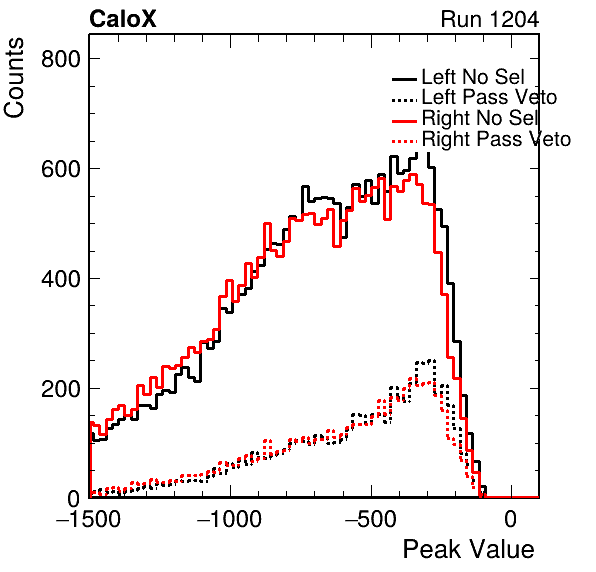 CaloX Run 1204
Counts
800
600
400
200
0
Left No Sel
Left Pass Veto
Right No Sel
Right Pass Veto
−1500 −1000 −500 0
Peak Value